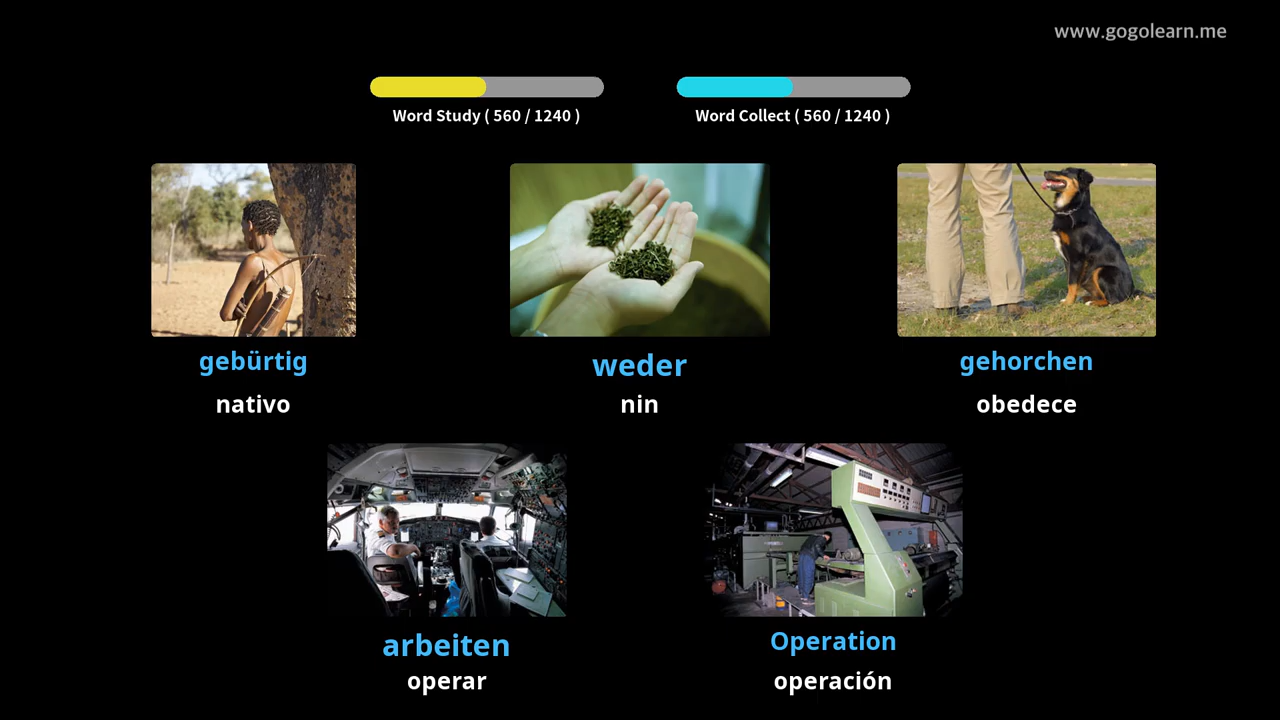 www.gogolearn.me
Word Study ( 560 / 1240 )
Word Collect ( 560 / 1240 )
gebürtig
nativo
weder
nin
gehorchen
obedece
arbeiten
operar
Operation
operación